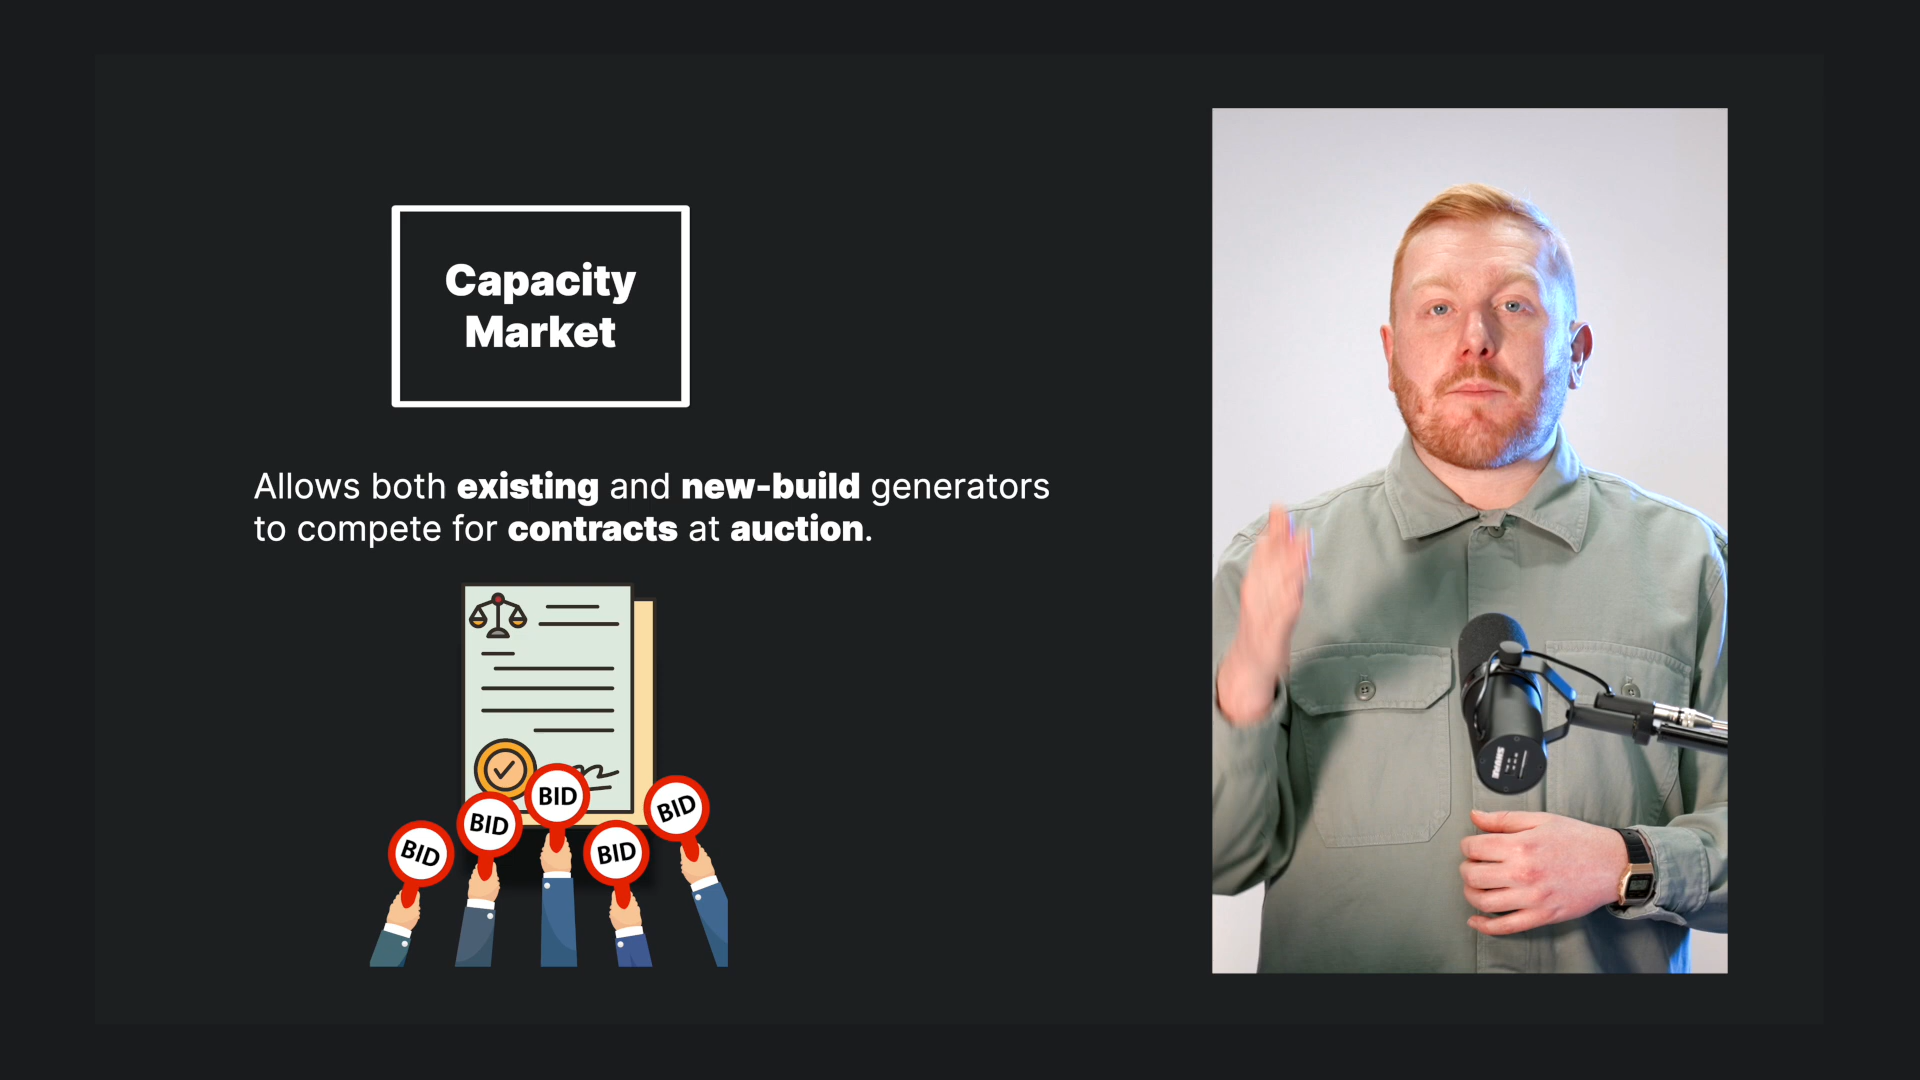 Capacity
Market
Allows both existing and new-build generators
to compete for contracts at auction.
BID
BID
BID
BID
BID
SHURE